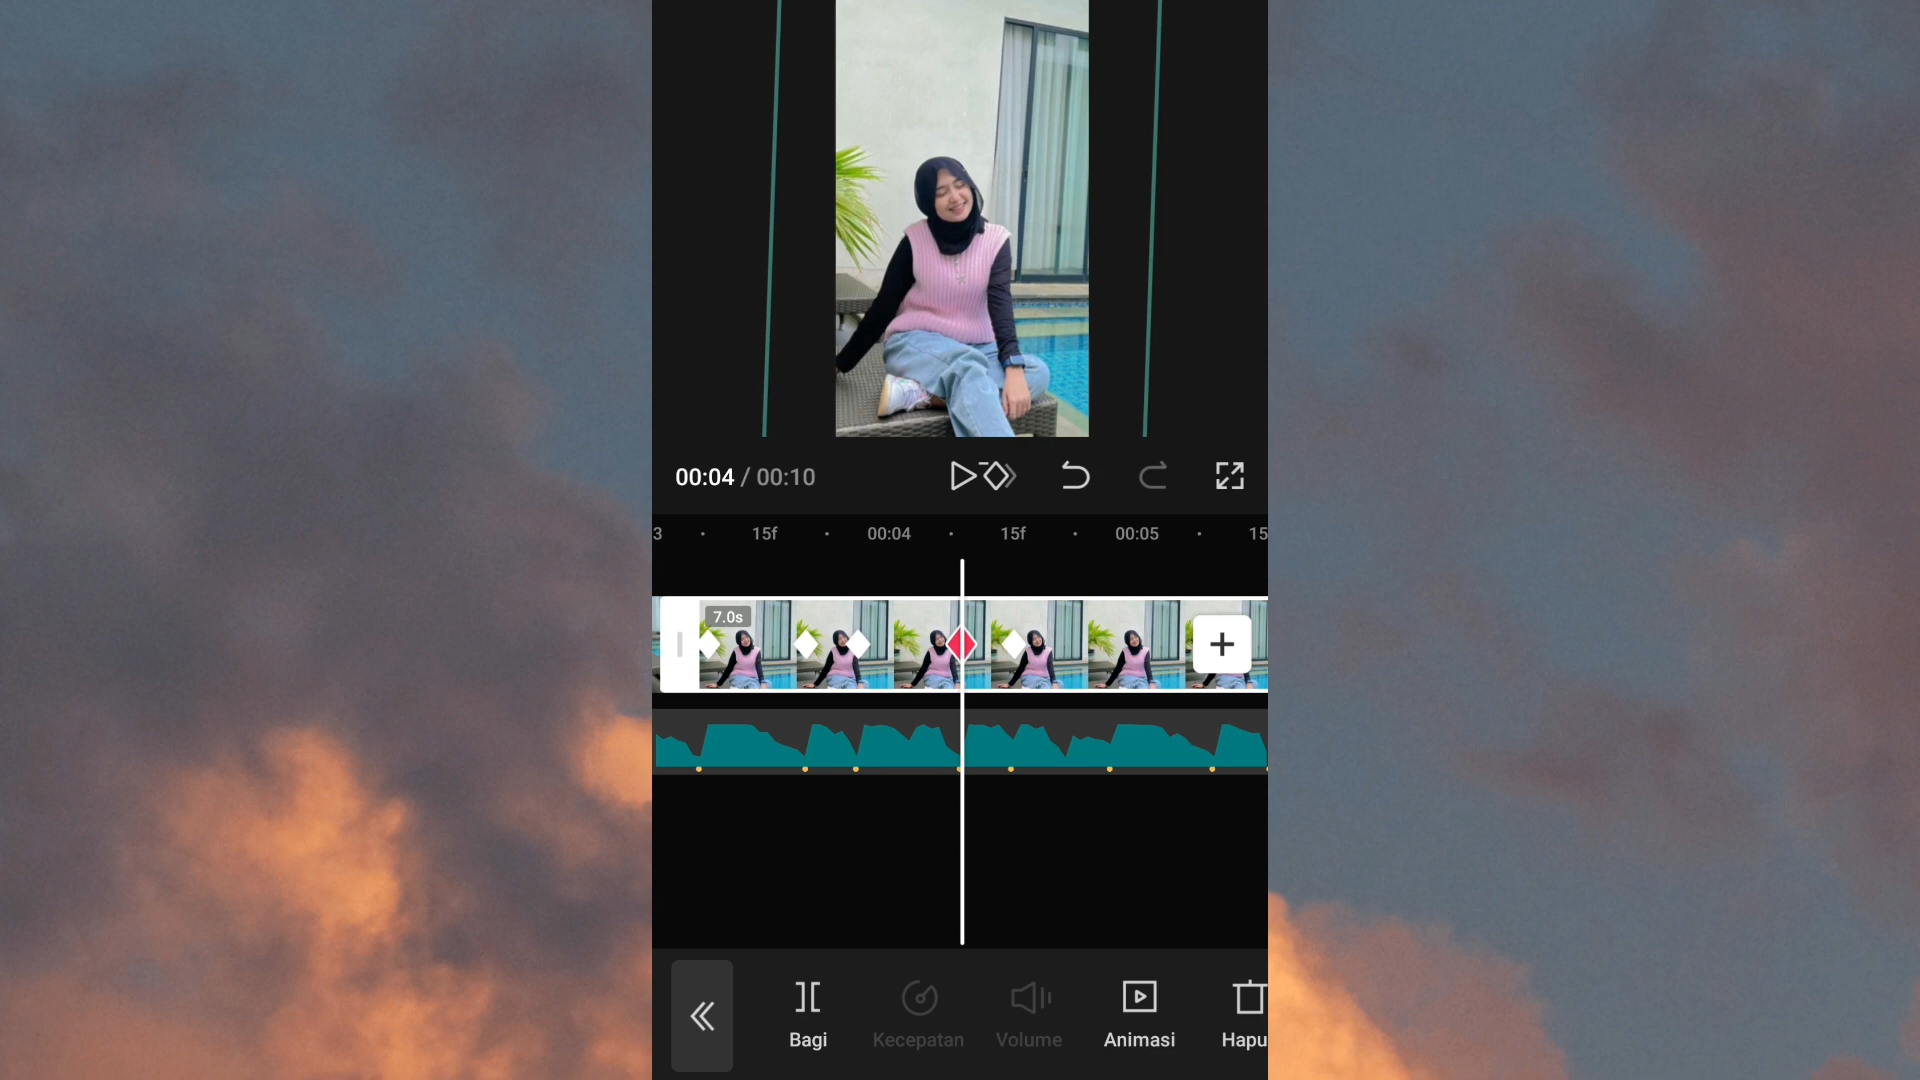 00:04 / 00:10
3 15f 00:04 15f 00:05 15
7.0s
Bagi Kecepatan Volume Animasi Hapu